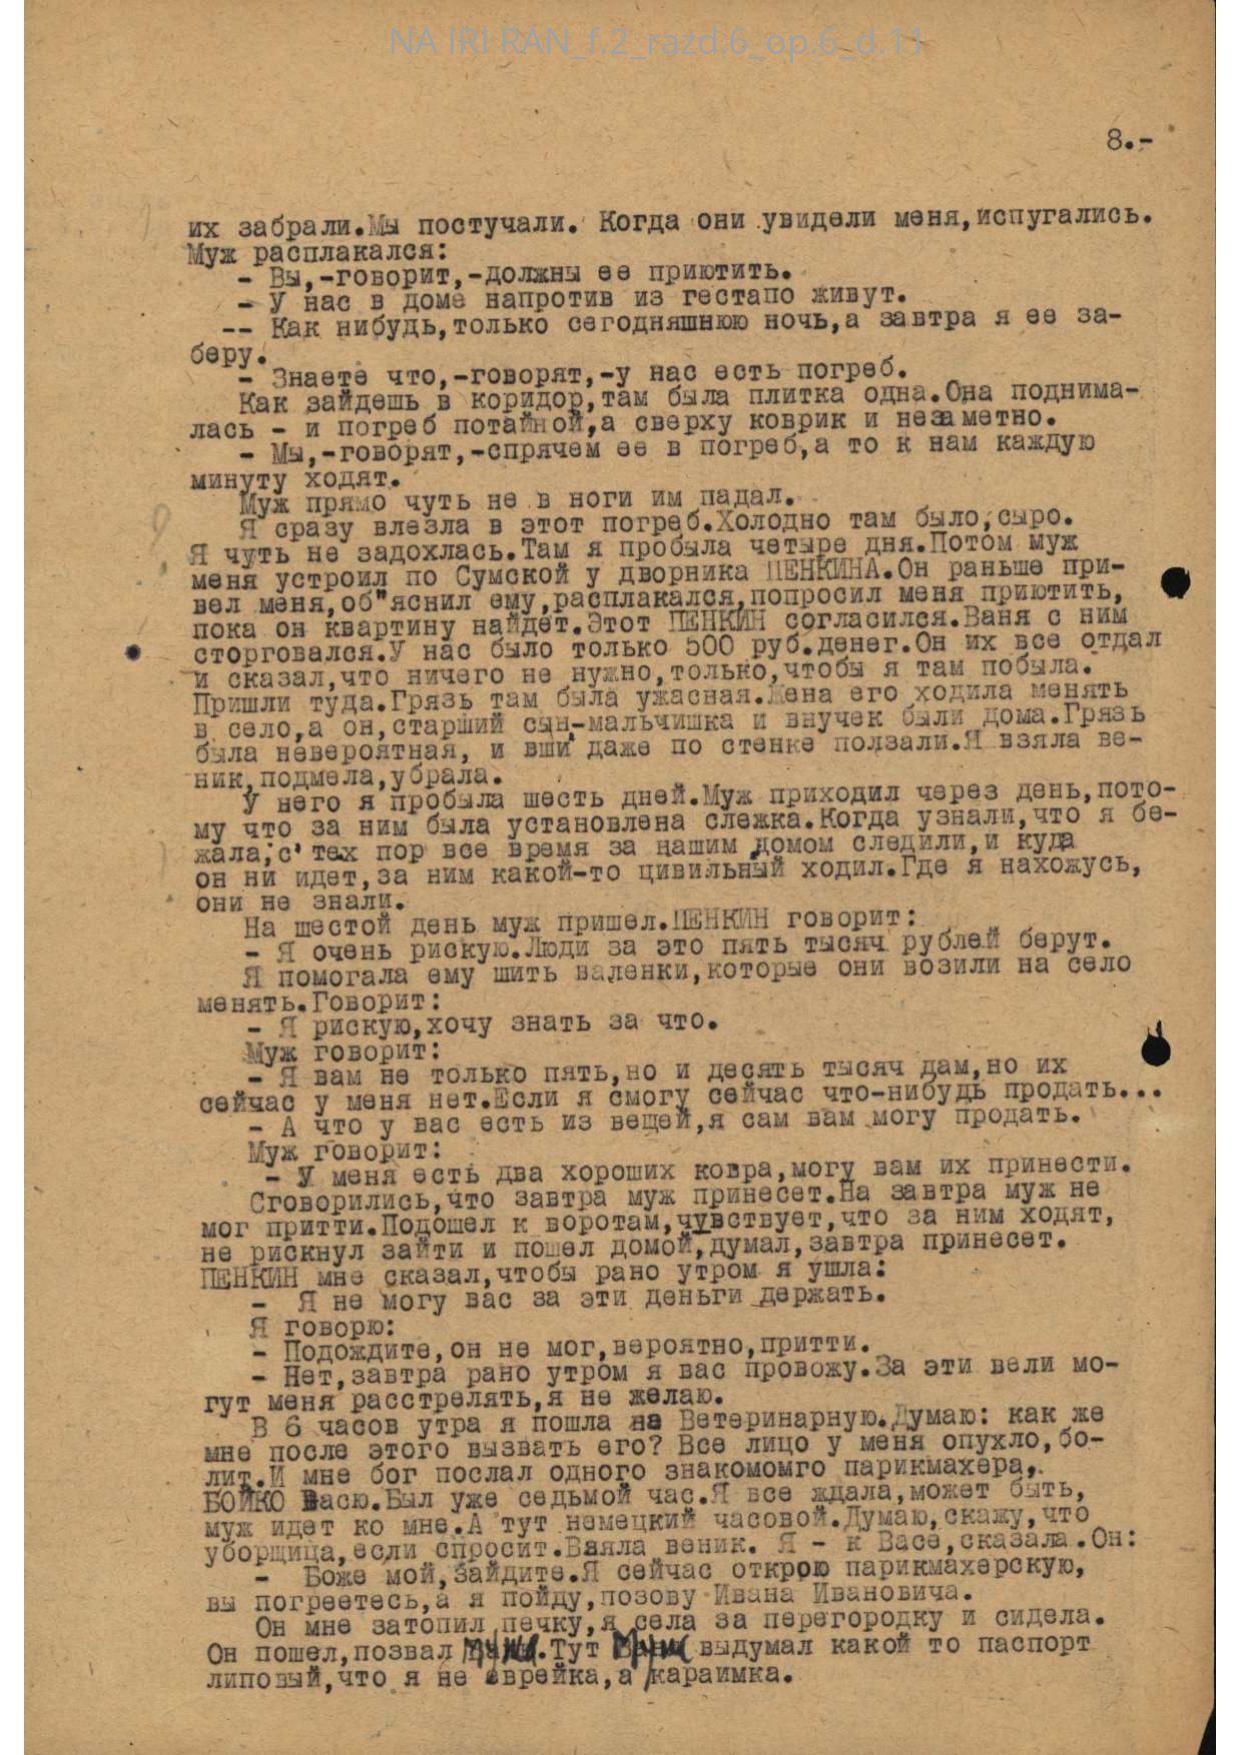 NA IRI RAN_f.2_razd.6_op.6_d.11
8.-
их забрали.Мы постучали. Когда они увидели меня,испугались.
Муж расплакался:
- Вы,-говорит,-должны ее приютить.
- У нас в доме напротив из гестапо живут.
-- Как нибудь,только сегодняшнюю ночь,а завтра я ее за-
беру.
- Знаете что,-говорят,-у нас есть погреб.
Как зайдешь в коридор,там была плитка одна.Она поднима-
лась - и погреб потайной,а сверху коврик и незаметно.
- Мы,-говорят,-спрячем ее в погреб,а то к нам каждую
минуту ходят.
Муж прямо чуть не в ноги им падал.
Я сразу влезла в этот погреб.Холодно там было,сыро.
Я чуть не задохлась.Там я пробыла четыре дня.Потом муж
меня устроил по Сумской у дворника ПЕНКИНА.Он раньше при-
вел меня,об"яснил ему,расплакался,попросил меня приютить,
пока он квартину найдет.Этот ПЕНКИН согласился.Ваня с ним
сторговался.У нас было только 500 руб.денег.Он их все отдал
и сказал,что ничего не нужно,только,чтобы я там побыла.
Пришли туда.Грязь там была ужасная.Жена его ходила менять
в село,а он,старший сын-мальчишка и внучек были дома.Грязь
была невероятная, и вши даже по стенке ползали.Я взяла ве-
ник,подмела,убрала.
У него я пробыла шесть дней.Муж приходил через день,пото-
му что за ним была установлена слежка.Когда узнали,что я бе-
жала,с тех пор все время за нашим домом следили,и куда
он ни идет,за ним какой-то цивильный ходил.Где я нахожусь,
они не знали.
На шестой день муж пришел.ПЕНКИН говорит:
- Я очень рискую.Люди за это пять тысяч рублей берут.
Я помогала ему шить валенки,которые они возили на село
менять.Говорит:
- Я рискую,хочу знать за что.
Муж говорит:
- Я вам не только пять,но и десять тысяч дам,но их
сейчас у меня нет.Если я смогу сейчас что-нибудь продать...
- А что у вас есть из вещей,я сам вам могу продать.
Муж говорит:
- У меня есть два хороших ковра,могу вам их принести.
Сговорились,что завтра муж принесет.На завтра муж не
мог притти.Подошел к воротам,чувствует,что за ним ходят,
не рискнул зайти и пошел домой,думал,завтра принесет.
ПЕНКИН мне сказал,чтобы рано утром я ушла:
- Я не могу вас за эти деньги держать.
Я говорю:
- Подождите,он не мог,вероятно,притти.
- Нет,завтра рано утром я вас провожу.За эти вели мо-
гут меня расстрелять,я не желаю.
В 6 часов утра я пошла на Ветеринарную.Думаю: как же
мне после этого вызвать его? Все лицо у меня опухло,бо-
лит.И мне бог послал одного знакомомго парикмахера,
БОЙКО Васю.Был уже седьмой час.Я все ждала,может быть,
муж идет ко мне.А тут немецкий часовой.Думаю,скажу,что
уборщица,если спросит.Взяла веник. Я - к Васе,сказала.Он:
- Боже мой,зайдите.Я сейчас открою парикмахерскую,
вы погреетесь,а я пойду,позову Ивана Ивановича.
Он мне затопил печку,я села за перегородку и сидела.
Он пошел,позвал мужа.Тут Муж выдумал какой то паспорт
липовый,что я не еврейка,а караимка.